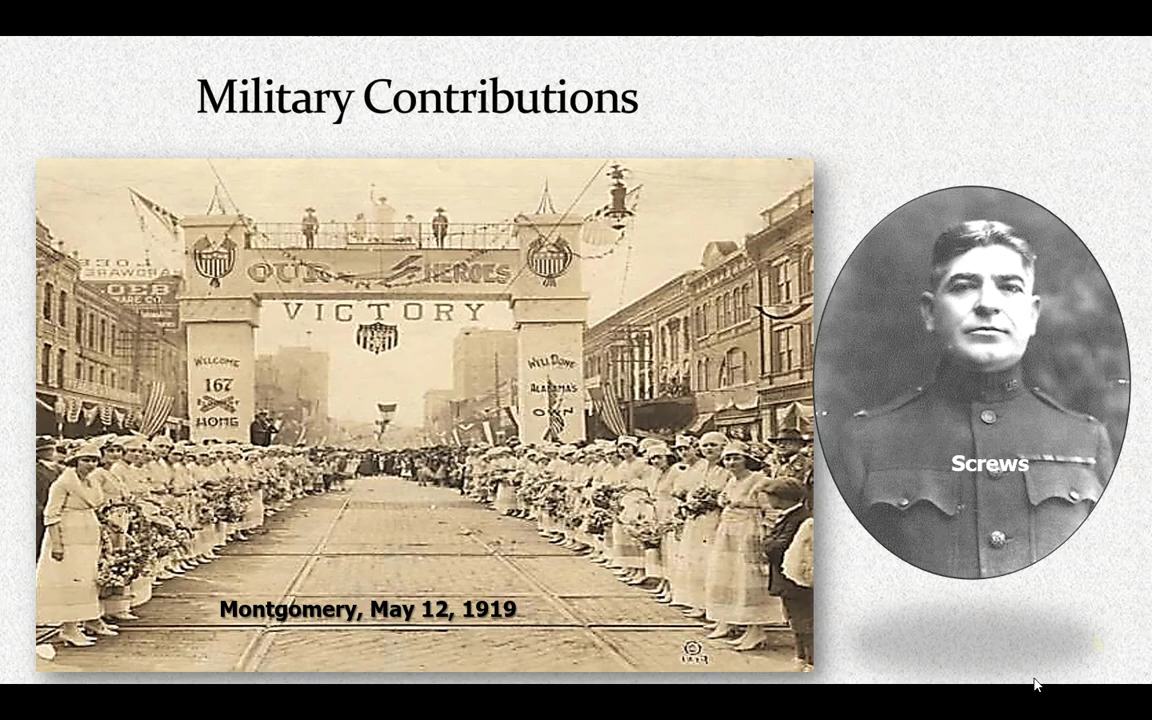 Military Contributions
OUR HEROES
VICTORY
WELCOME
167
HOME
WELL DONE
ALABAMA'S
OWN
Screws
Montgomery, May 12, 1919